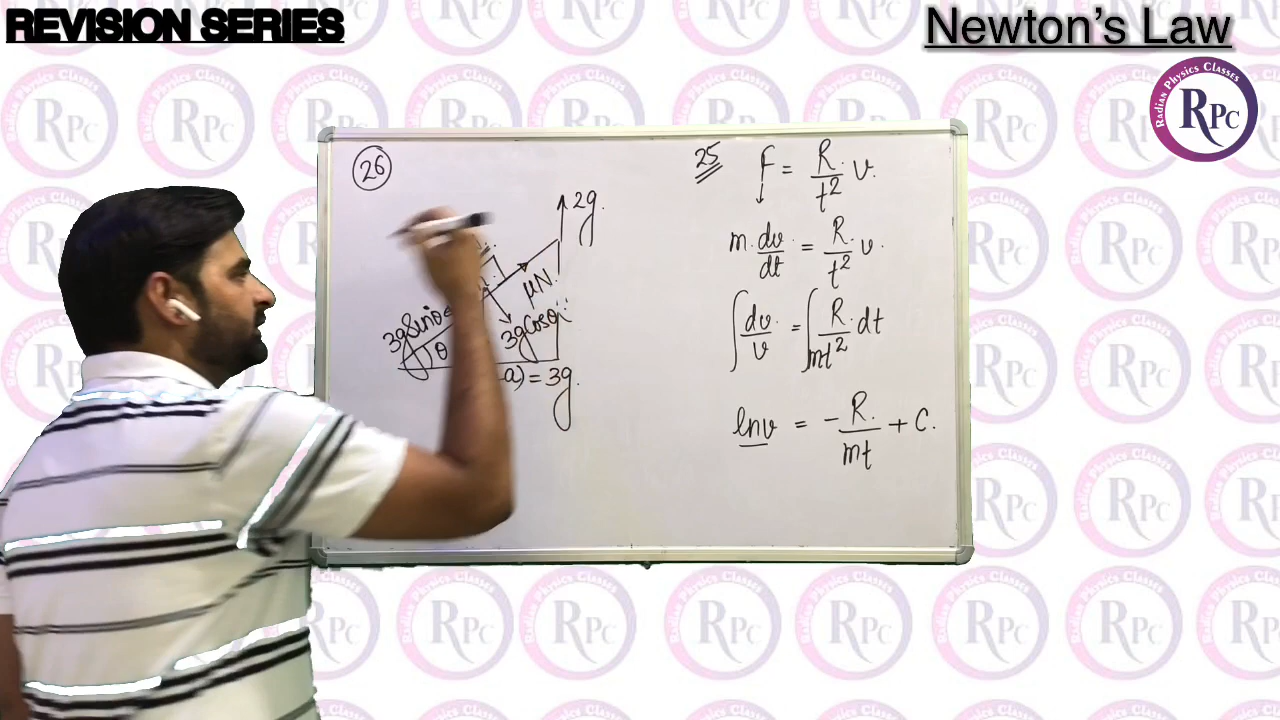 REVISION SERIES
Newton's Law
Radian Physics Classes
RPC
26
2g.
μN.
3g Sinθ
θ
3g Cosθ
a) = 3g.
25
F = R/t² v.
m. dv/dt = R/t² v.
∫ dv/v = ∫ R/mt² dt
lnv = - R/mt + C.